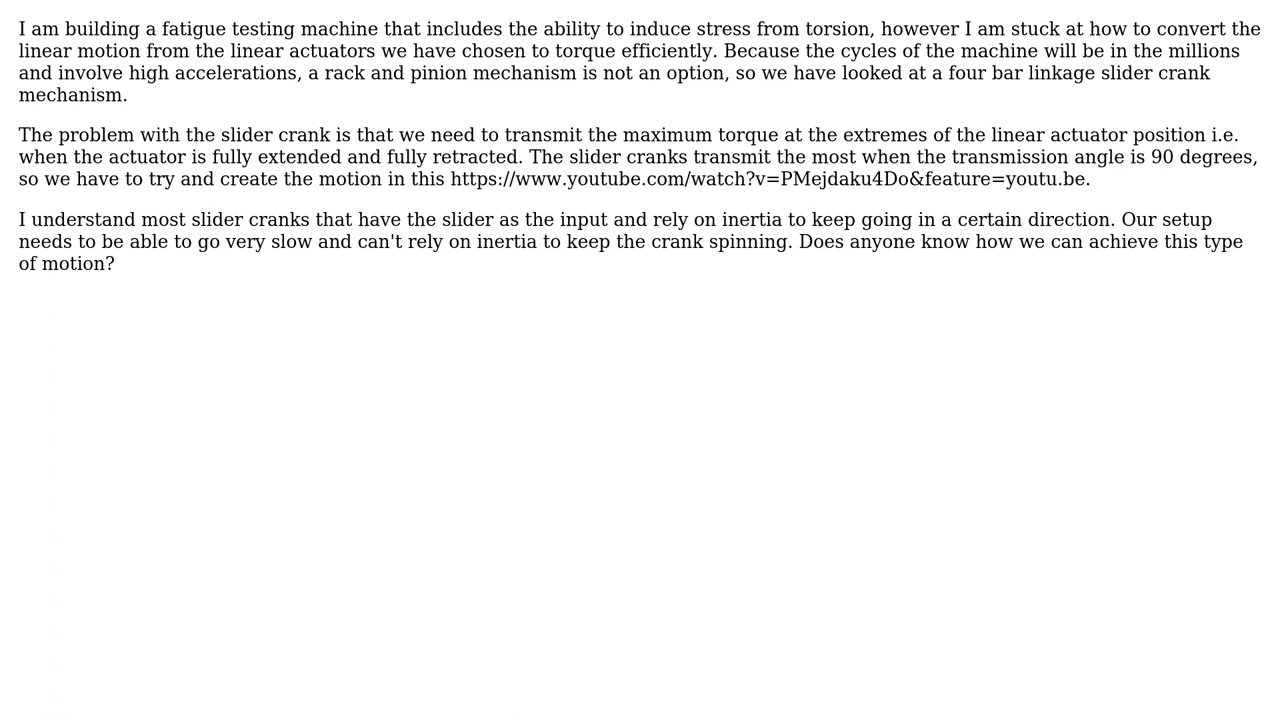 I am building a fatigue testing machine that includes the ability to induce stress from torsion, however I am stuck at how to convert the
linear motion from the linear actuators we have chosen to torque efficiently. Because the cycles of the machine will be in the millions
and involve high accelerations, a rack and pinion mechanism is not an option, so we have looked at a four bar linkage slider crank
mechanism.
The problem with the slider crank is that we need to transmit the maximum torque at the extremes of the linear actuator position i.e.
when the actuator is fully extended and fully retracted. The slider cranks transmit the most when the transmission angle is 90 degrees,
so we have to try and create the motion in this https://www.youtube.com/watch?v=PMejdaku4Do&feature=youtu.be.
I understand most slider cranks that have the slider as the input and rely on inertia to keep going in a certain direction. Our setup
needs to be able to go very slow and can't rely on inertia to keep the crank spinning. Does anyone know how we can achieve this type
of motion?